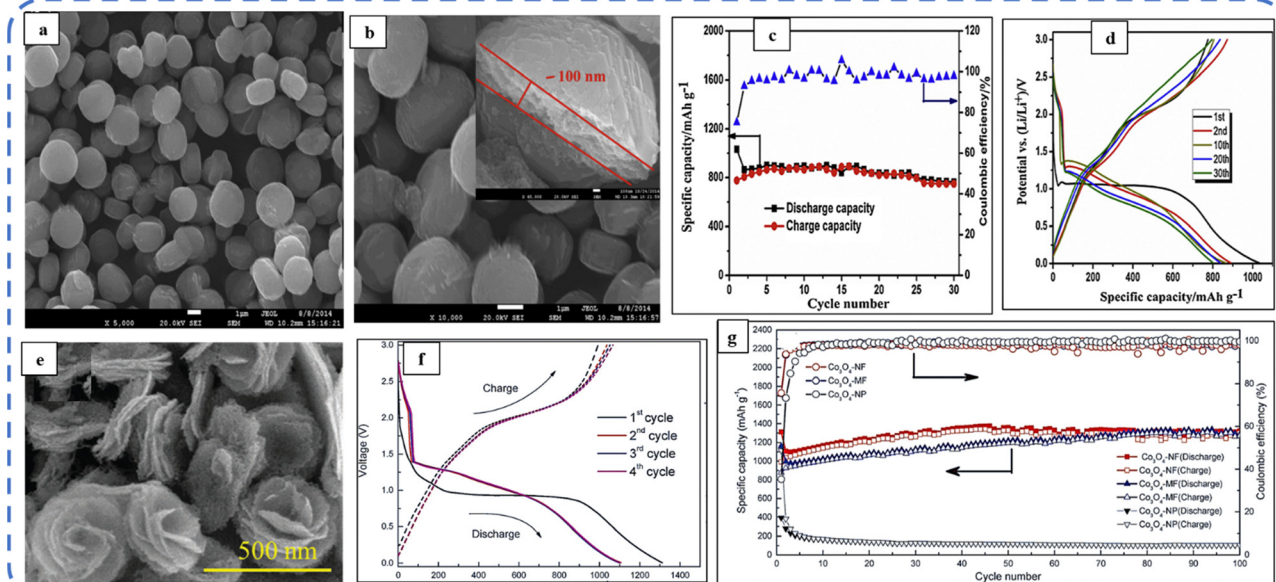 a
1μm JEOL 8/8/2014
X 5,000 20.0kV SEI SEM WD 10.2mm 15:16:21
b
~100 nm
1μm JEOL 8/8/2014
X 10,000 20.0kV SEI SEM WD 10.2mm 15:16:57
c
2000
1600
1200
800
400
0
Specific capacity/mAh g-1
120
100
80
60
40
20
0
Coulombic efficiency/%
Discharge capacity
Charge capacity
0 5 10 15 20 25 30
Cycle number
d
3.0
2.5
2.0
1.5
1.0
0.5
0.0
Potential vs. (Li/Li+)/V
1st
2nd
10th
20th
30th
0 200 400 600 800 1000
Specific capacity/mAh g-1
e
500 nm
f
3.0
2.5
2.0
1.5
1.0
0.5
0.0
Voltage (V)
Charge
1st cycle
2nd cycle
3rd cycle
4th cycle
Discharge
0 200 400 600 800 1000 1200 1400
g
2400
2200
2000
1800
1600
1400
1200
1000
800
600
400
200
0
Specific capacity (mAh g-1)
Co3O4-NF
Co3O4-MF
Co3O4-NP
100
80
60
40
20
0
Coulombic efficiency (%)
Co3O4-NF(Discharge)
Co3O4-NF(Charge)
Co3O4-MF(Discharge)
Co3O4-MF(Charge)
Co3O4-NP(Discharge)
Co3O4-NP(Charge)
0 10 20 30 40 50 60 70 80 90 100
Cycle number